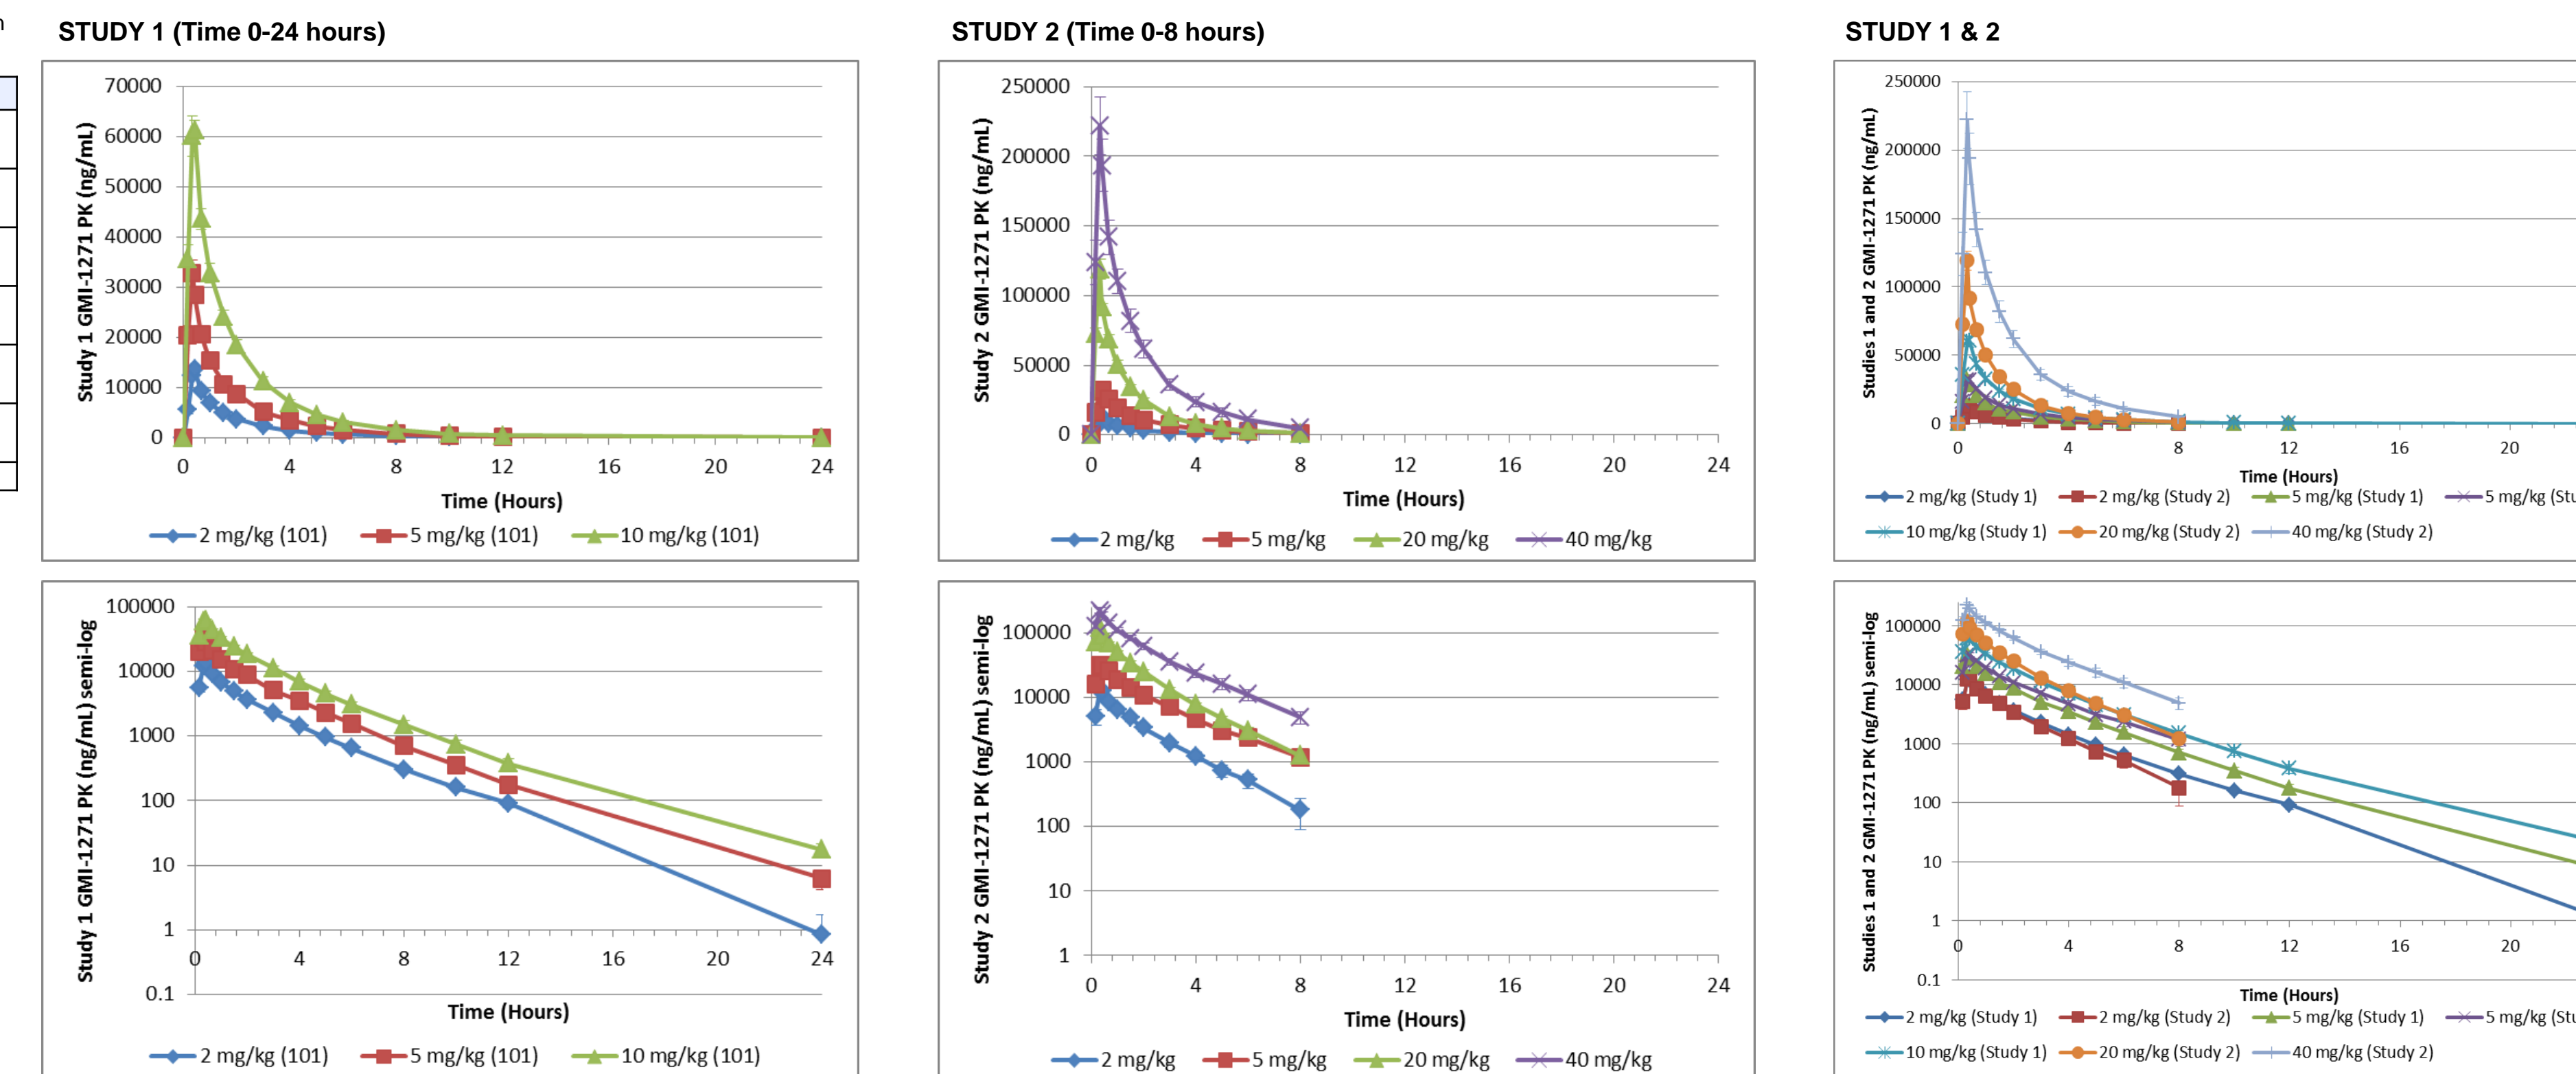 n
STUDY 1 (Time 0-24 hours)
Study 1 GMI-1271 PK (ng/mL)
70000
60000
50000
40000
30000
20000
10000
0
0 4 8 12 16 20 24
Time (Hours)
2 mg/kg (101) 5 mg/kg (101) 10 mg/kg (101)
Study 1 GMI-1271 PK (ng/mL) semi-log
100000
10000
1000
100
10
1
0.1
0 4 8 12 16 20 24
Time (Hours)
2 mg/kg (101) 5 mg/kg (101) 10 mg/kg (101)
STUDY 2 (Time 0-8 hours)
Study 2 GMI-1271 PK (ng/mL)
250000
200000
150000
100000
50000
0
0 4 8 12 16 20 24
Time (Hours)
2 mg/kg 5 mg/kg 20 mg/kg 40 mg/kg
Study 2 GMI-1271 PK (ng/mL) semi-log
100000
10000
1000
100
10
1
0 4 8 12 16 20 24
Time (Hours)
2 mg/kg 5 mg/kg 20 mg/kg 40 mg/kg
STUDY 1 & 2
Studies 1 and 2 GMI-1271 PK (ng/mL)
250000
200000
150000
100000
50000
0
0 4 8 12 16 20
Time (Hours)
2 mg/kg (Study 1) 2 mg/kg (Study 2) 5 mg/kg (Study 1) 5 mg/kg
10 mg/kg (Study 1) 20 mg/kg (Study 2) 40 mg/kg (Study 2)
Studies 1 and 2 GMI-1271 PK (ng/mL) semi-log
100000
10000
1000
100
10
1
0.1
0 4 8 12 16 20
Time (Hours)
2 mg/kg (Study 1) 2 mg/kg (Study 2) 5 mg/kg (Study 1) 5 mg/kg
10 mg/kg (Study 1) 20 mg/kg (Study 2) 40 mg/kg (Study 2)